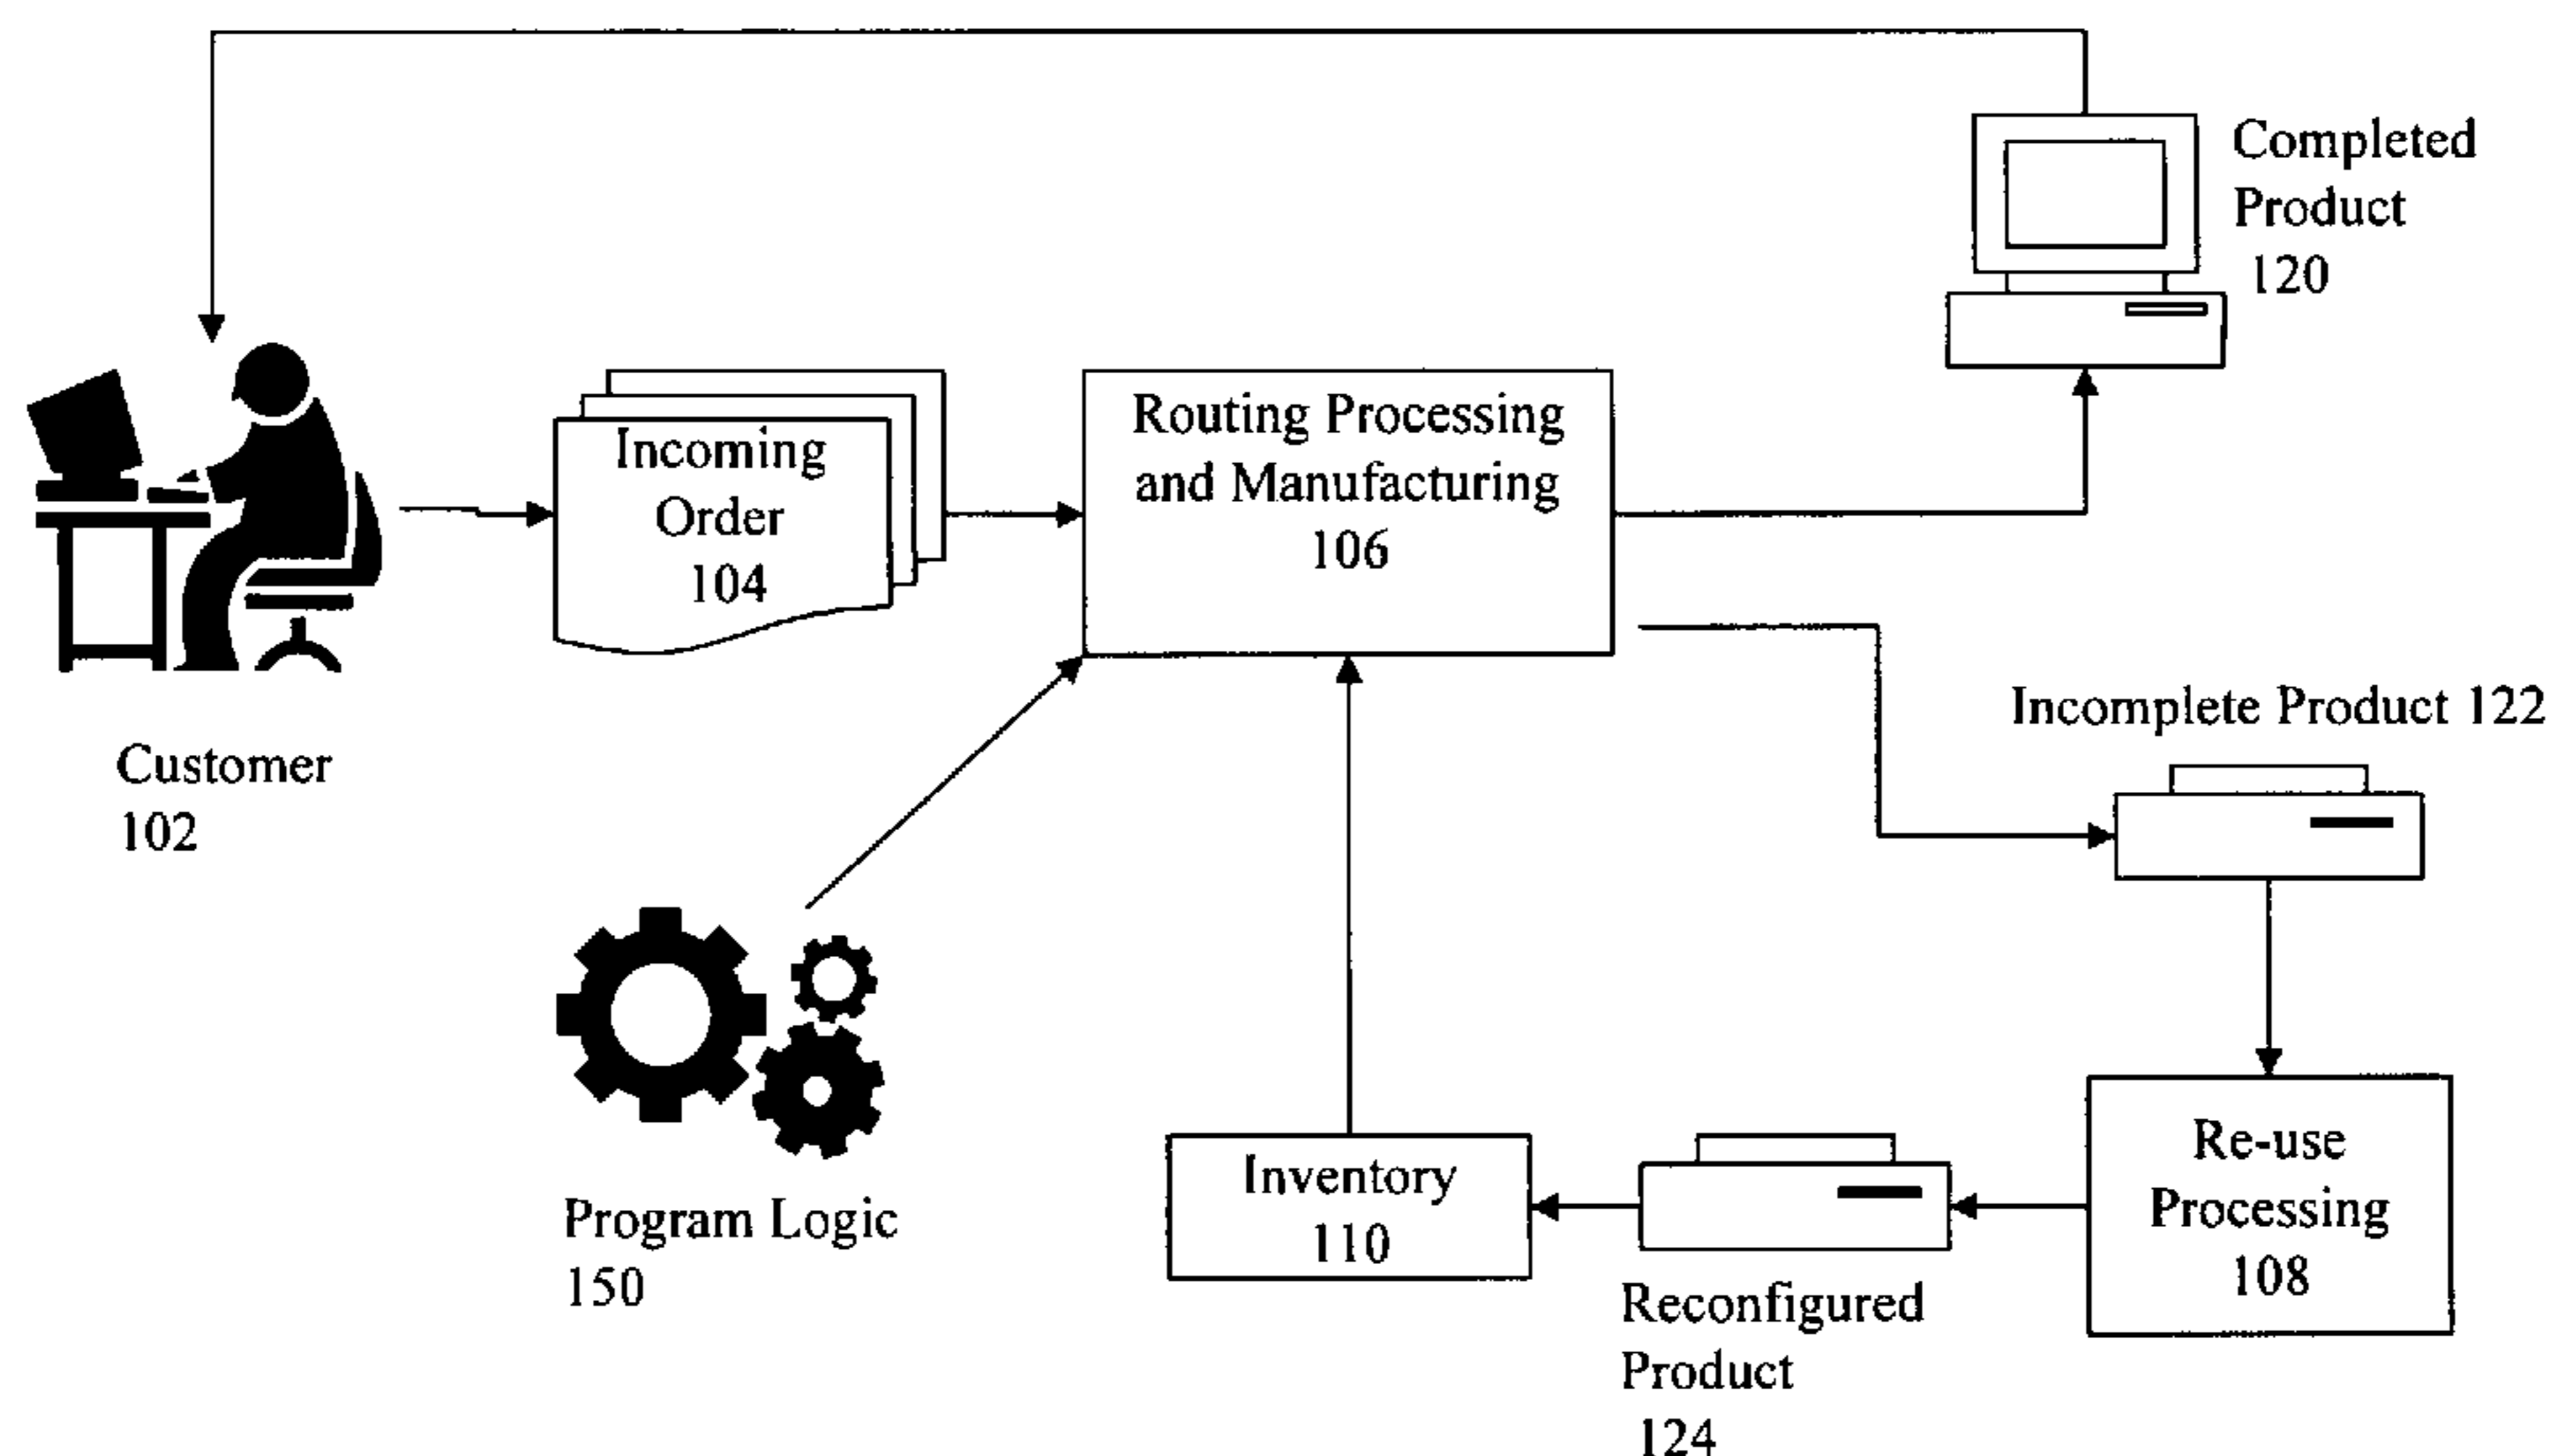 Completed
Product
120
Incoming
Order
104
Routing Processing
and Manufacturing
106
Incomplete Product 122
Customer
102
Program Logic
150
Inventory
110
Re-use
Processing
108
Reconfigured
Product
124